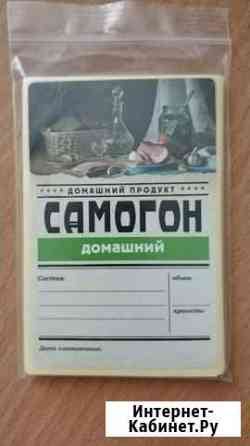 ДОМАШНИЙ ПРОДУКТ
САМОГОН
ДОМАШНИЙ
Состав:
объем:
крепость:
Дата изготовления:
Интернет-
Кабинет.Ру